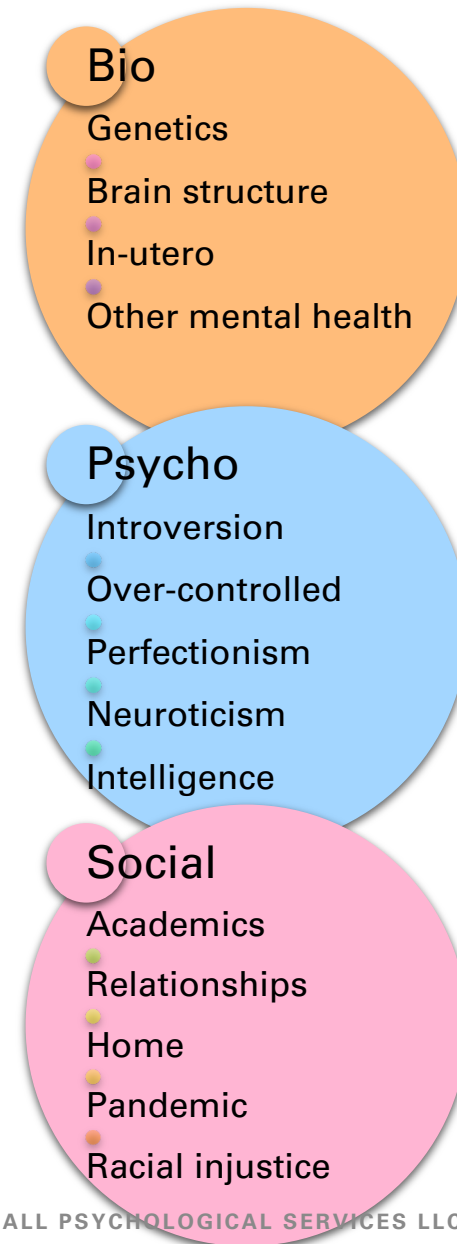 Bio
Genetics
Brain structure
In-utero
Other mental health
Psycho
Introversion
Over-controlled
Perfectionism
Neuroticism
Intelligence
Social
Academics
Relationships
Home
Pandemic
Racial injustice
ALL PSYCHOLOGICAL SERVICES LLC